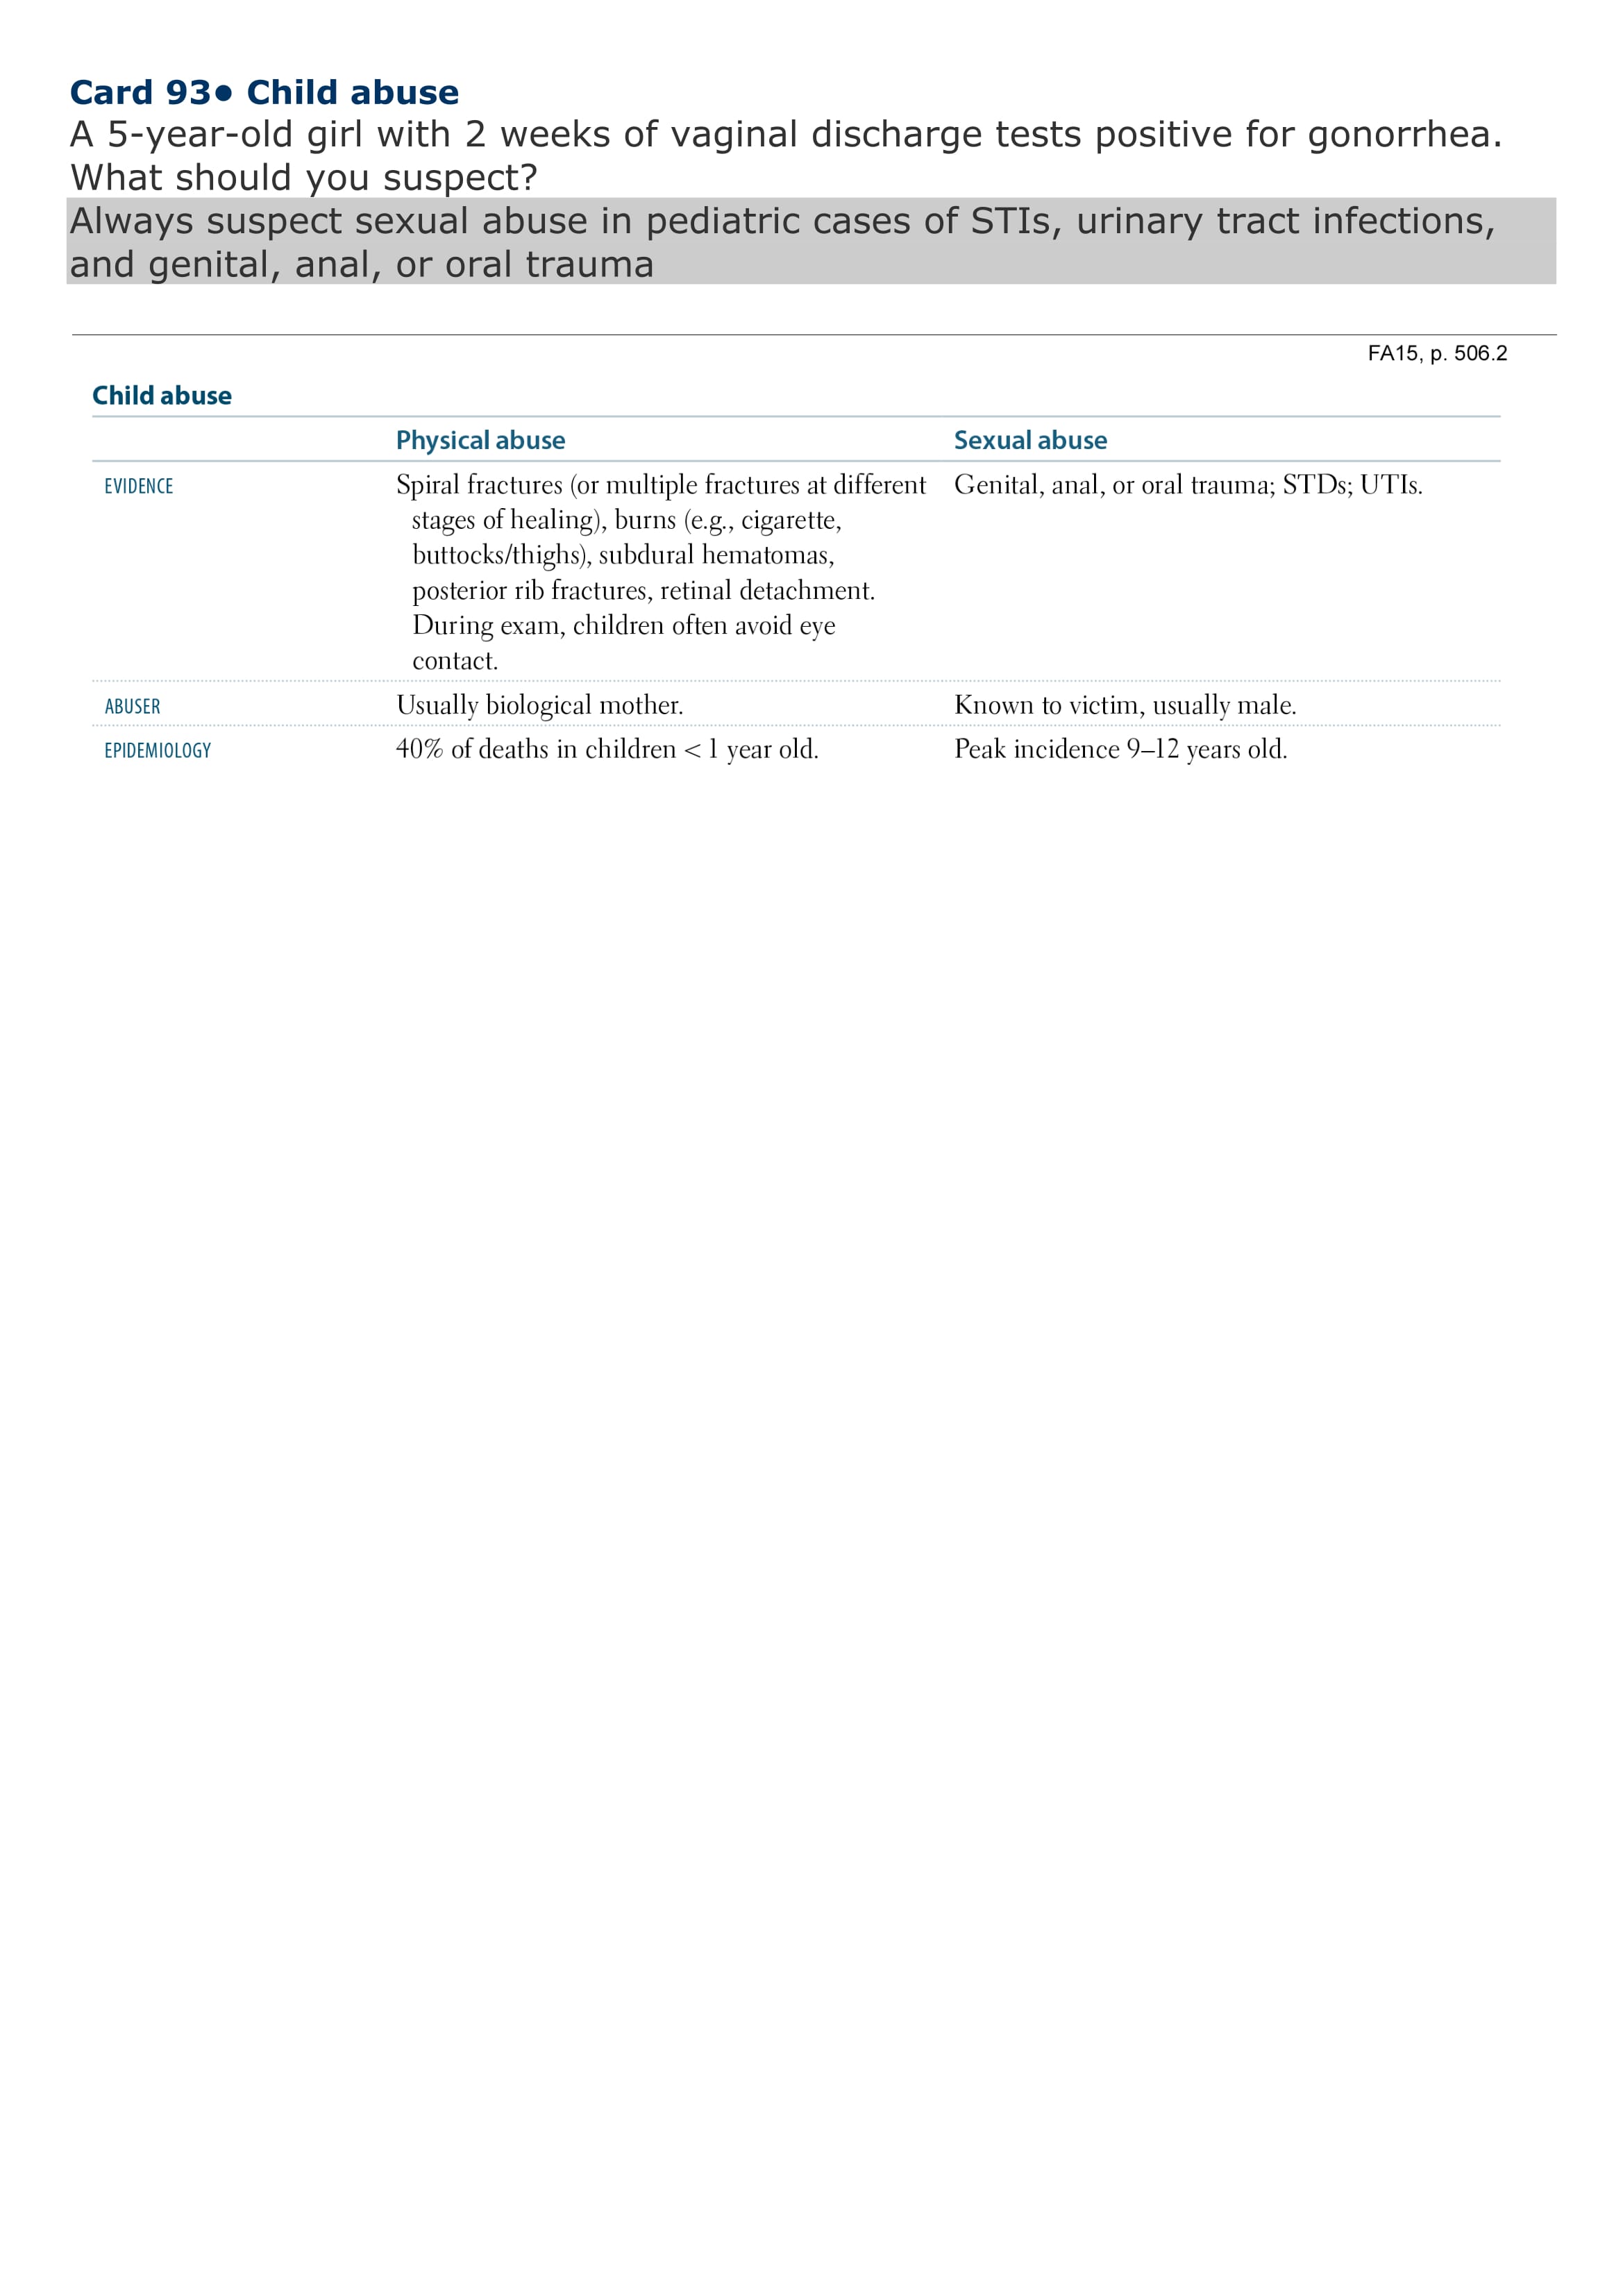 Card 93● Child abuse
A 5-year-old girl with 2 weeks of vaginal discharge tests positive for gonorrhea.
What should you suspect?
Always suspect sexual abuse in pediatric cases of STIs, urinary tract infections,
and genital, anal, or oral trauma
FA15, p. 506.2
Child abuse
Physical abuse Sexual abuse
EVIDENCE Spiral fractures (or multiple fractures at different Genital, anal, or oral trauma; STDs; UTIs.
stages of healing), burns (e.g., cigarette,
buttocks/thighs), subdural hematomas,
posterior rib fractures, retinal detachment.
During exam, children often avoid eye
contact.
ABUSER Usually biological mother. Known to victim, usually male.
EPIDEMIOLOGY 40% of deaths in children < 1 year old. Peak incidence 9–12 years old.